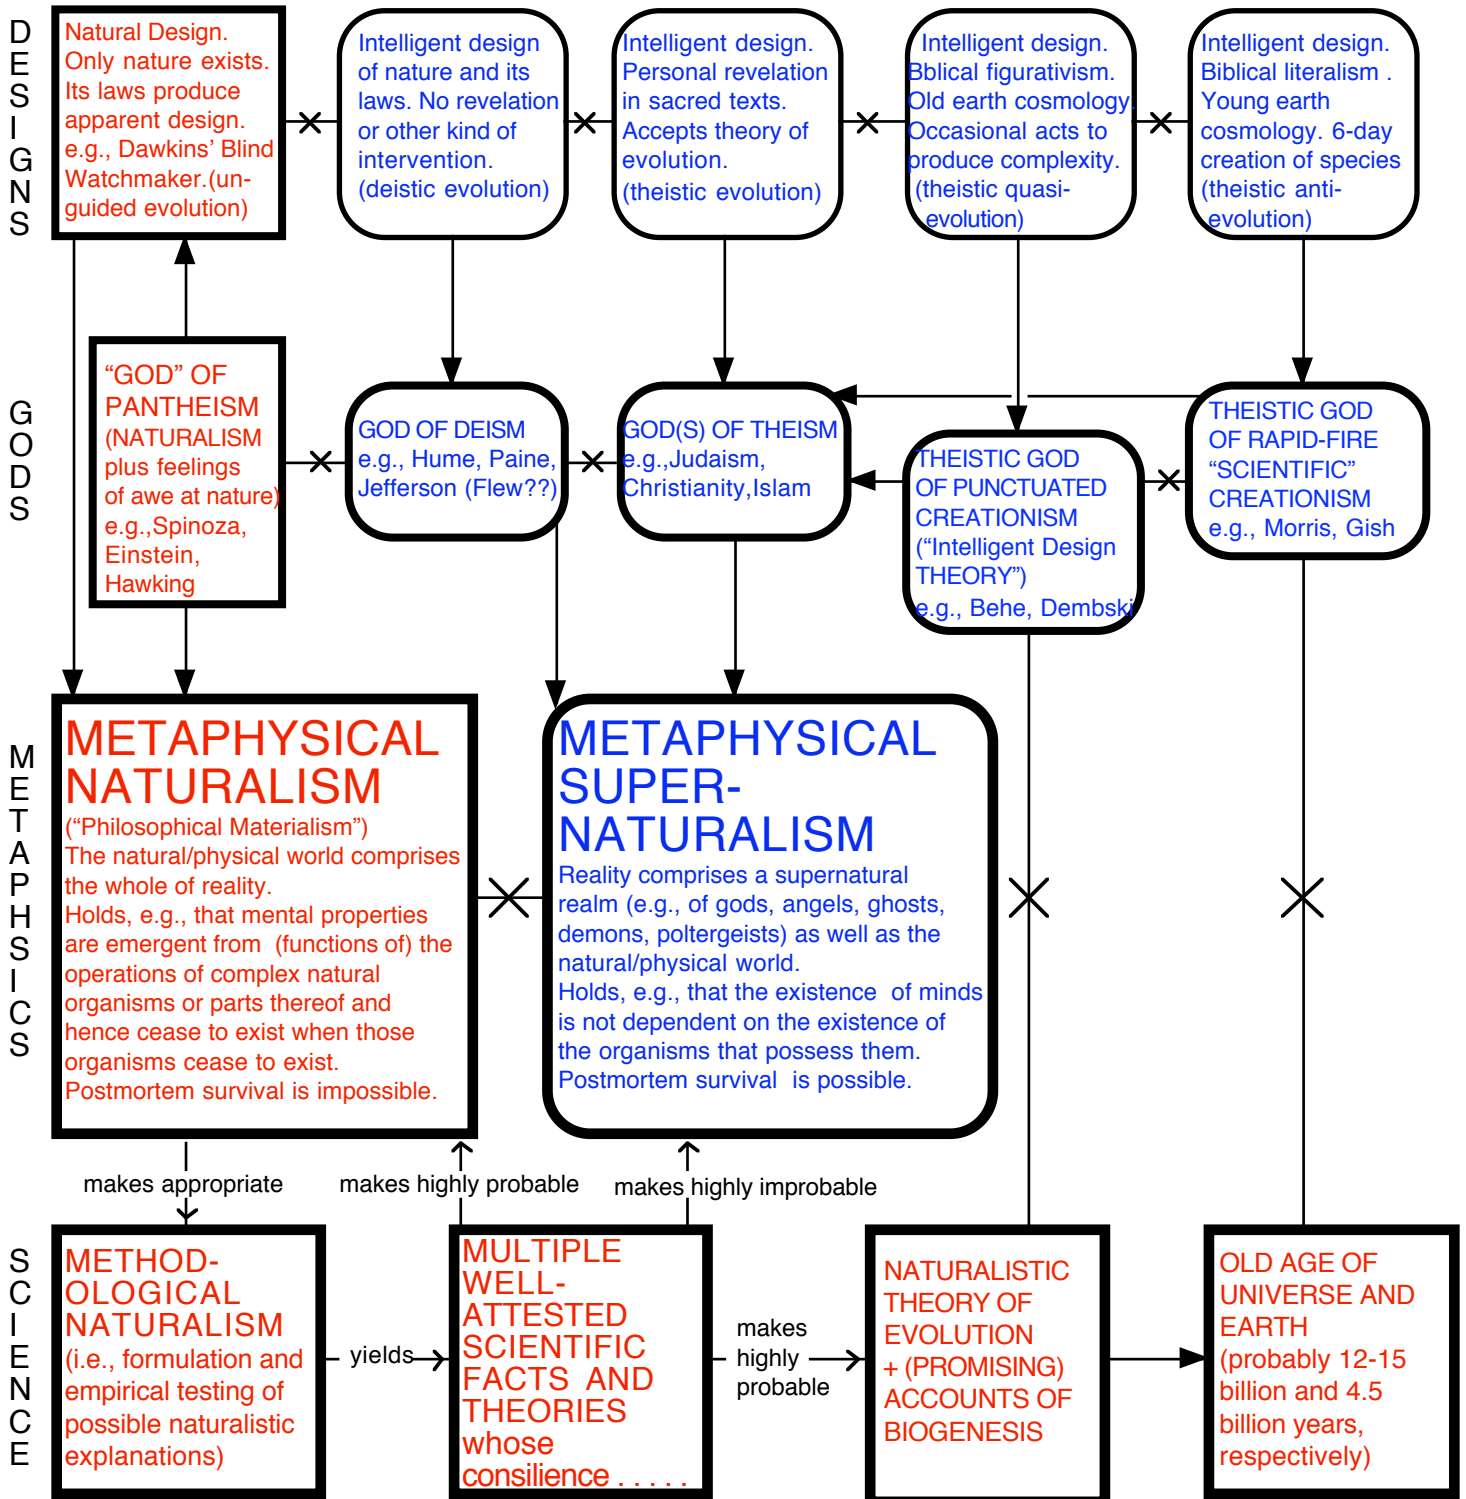 DESIGNS
Natural Design.
Only nature exists.
Its laws produce
apparent design.
e.g., Dawkins’ Blind
Watchmaker.(un-
guided evolution)
Intelligent design
of nature and its
laws. No revelation
or other kind of
intervention.
(deistic evolution)
Intelligent design.
Personal revelation
in sacred texts.
Accepts theory of
evolution.
(theistic evolution)
Intelligent design.
Bblical figurativism.
Old earth cosmology.
Occasional acts to
produce complexity.
(theistic quasi-
evolution)
Intelligent design.
Biblical literalism .
Young earth
cosmology. 6-day
creation of species
(theistic anti-
evolution)
GODS
“GOD” OF
PANTHEISM
(NATURALISM
plus feelings
of awe at nature)
e.g.,Spinoza,
Einstein,
Hawking
GOD OF DEISM
e.g., Hume, Paine,
Jefferson (Flew??)
GOD(S) OF THEISM
e.g.,Judaism,
Christianity,Islam
THEISTIC GOD
OF PUNCTUATED
CREATIONISM
(“Intelligent Design
THEORY”)
e.g., Behe, Dembski
THEISTIC GOD
OF RAPID-FIRE
“SCIENTIFIC”
CREATIONISM
e.g., Morris, Gish
METAPHSICS
METAPHYSICAL
NATURALISM
(“Philosophical Materialism”)
The natural/physical world comprises
the whole of reality.
Holds, e.g., that mental properties
are emergent from (functions of) the
operations of complex natural
organisms or parts thereof and
hence cease to exist when those
organisms cease to exist.
Postmortem survival is impossible.
METAPHYSICAL
SUPER-
NATURALISM
Reality comprises a supernatural
realm (e.g., of gods, angels, ghosts,
demons, poltergeists) as well as the
natural/physical world.
Holds, e.g., that the existence of minds
is not dependent on the existence of
the organisms that possess them.
Postmortem survival is possible.
makes appropriate
makes highly probable
makes highly improbable
SCIENCE
METHOD-
OLOGICAL
NATURALISM
(i.e., formulation and
empirical testing of
possible naturalistic
explanations)
yields
MULTIPLE
WELL-
ATTESTED
SCIENTIFIC
FACTS AND
THEORIES
whose
consilience . . . . .
makes
highly
probable
NATURALISTIC
THEORY OF
EVOLUTION
+ (PROMISING)
ACCOUNTS OF
BIOGENESIS
OLD AGE OF
UNIVERSE AND
EARTH
(probably 12-15
billion and 4.5
billion years,
respectively)